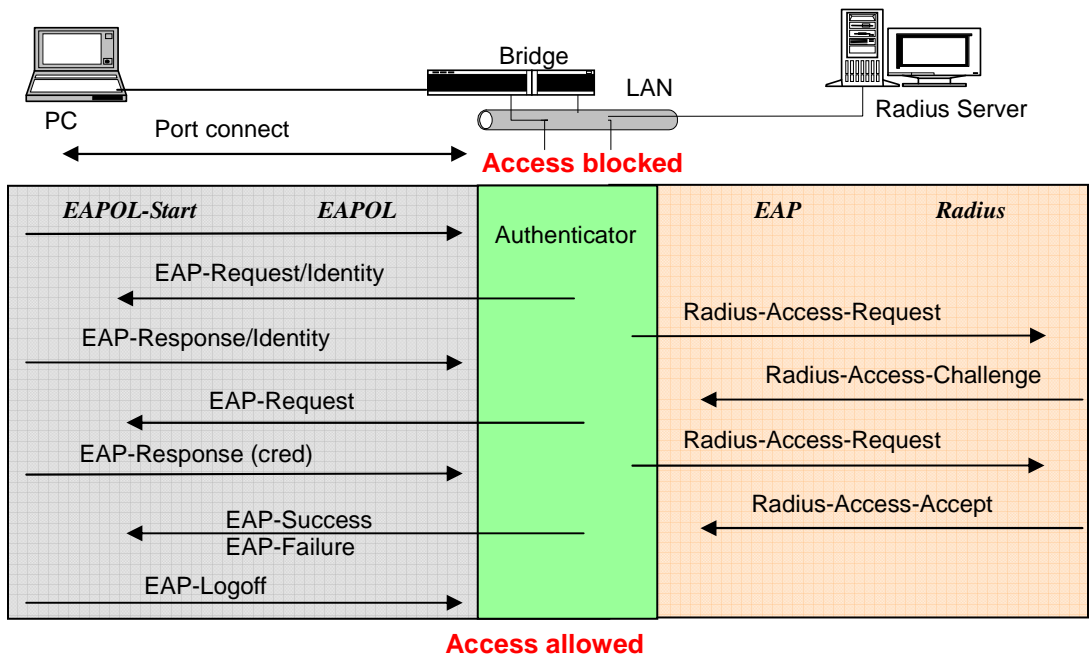 Bridge
LAN
PC
Radius Server
Port connect
Access blocked
EAPOL-Start EAPOL
EAP Radius
Authenticator
EAP-Request/Identity
Radius-Access-Request
EAP-Response/Identity
Radius-Access-Challenge
EAP-Request
Radius-Access-Request
EAP-Response (cred)
Radius-Access-Accept
EAP-Success
EAP-Failure
EAP-Logoff
Access allowed